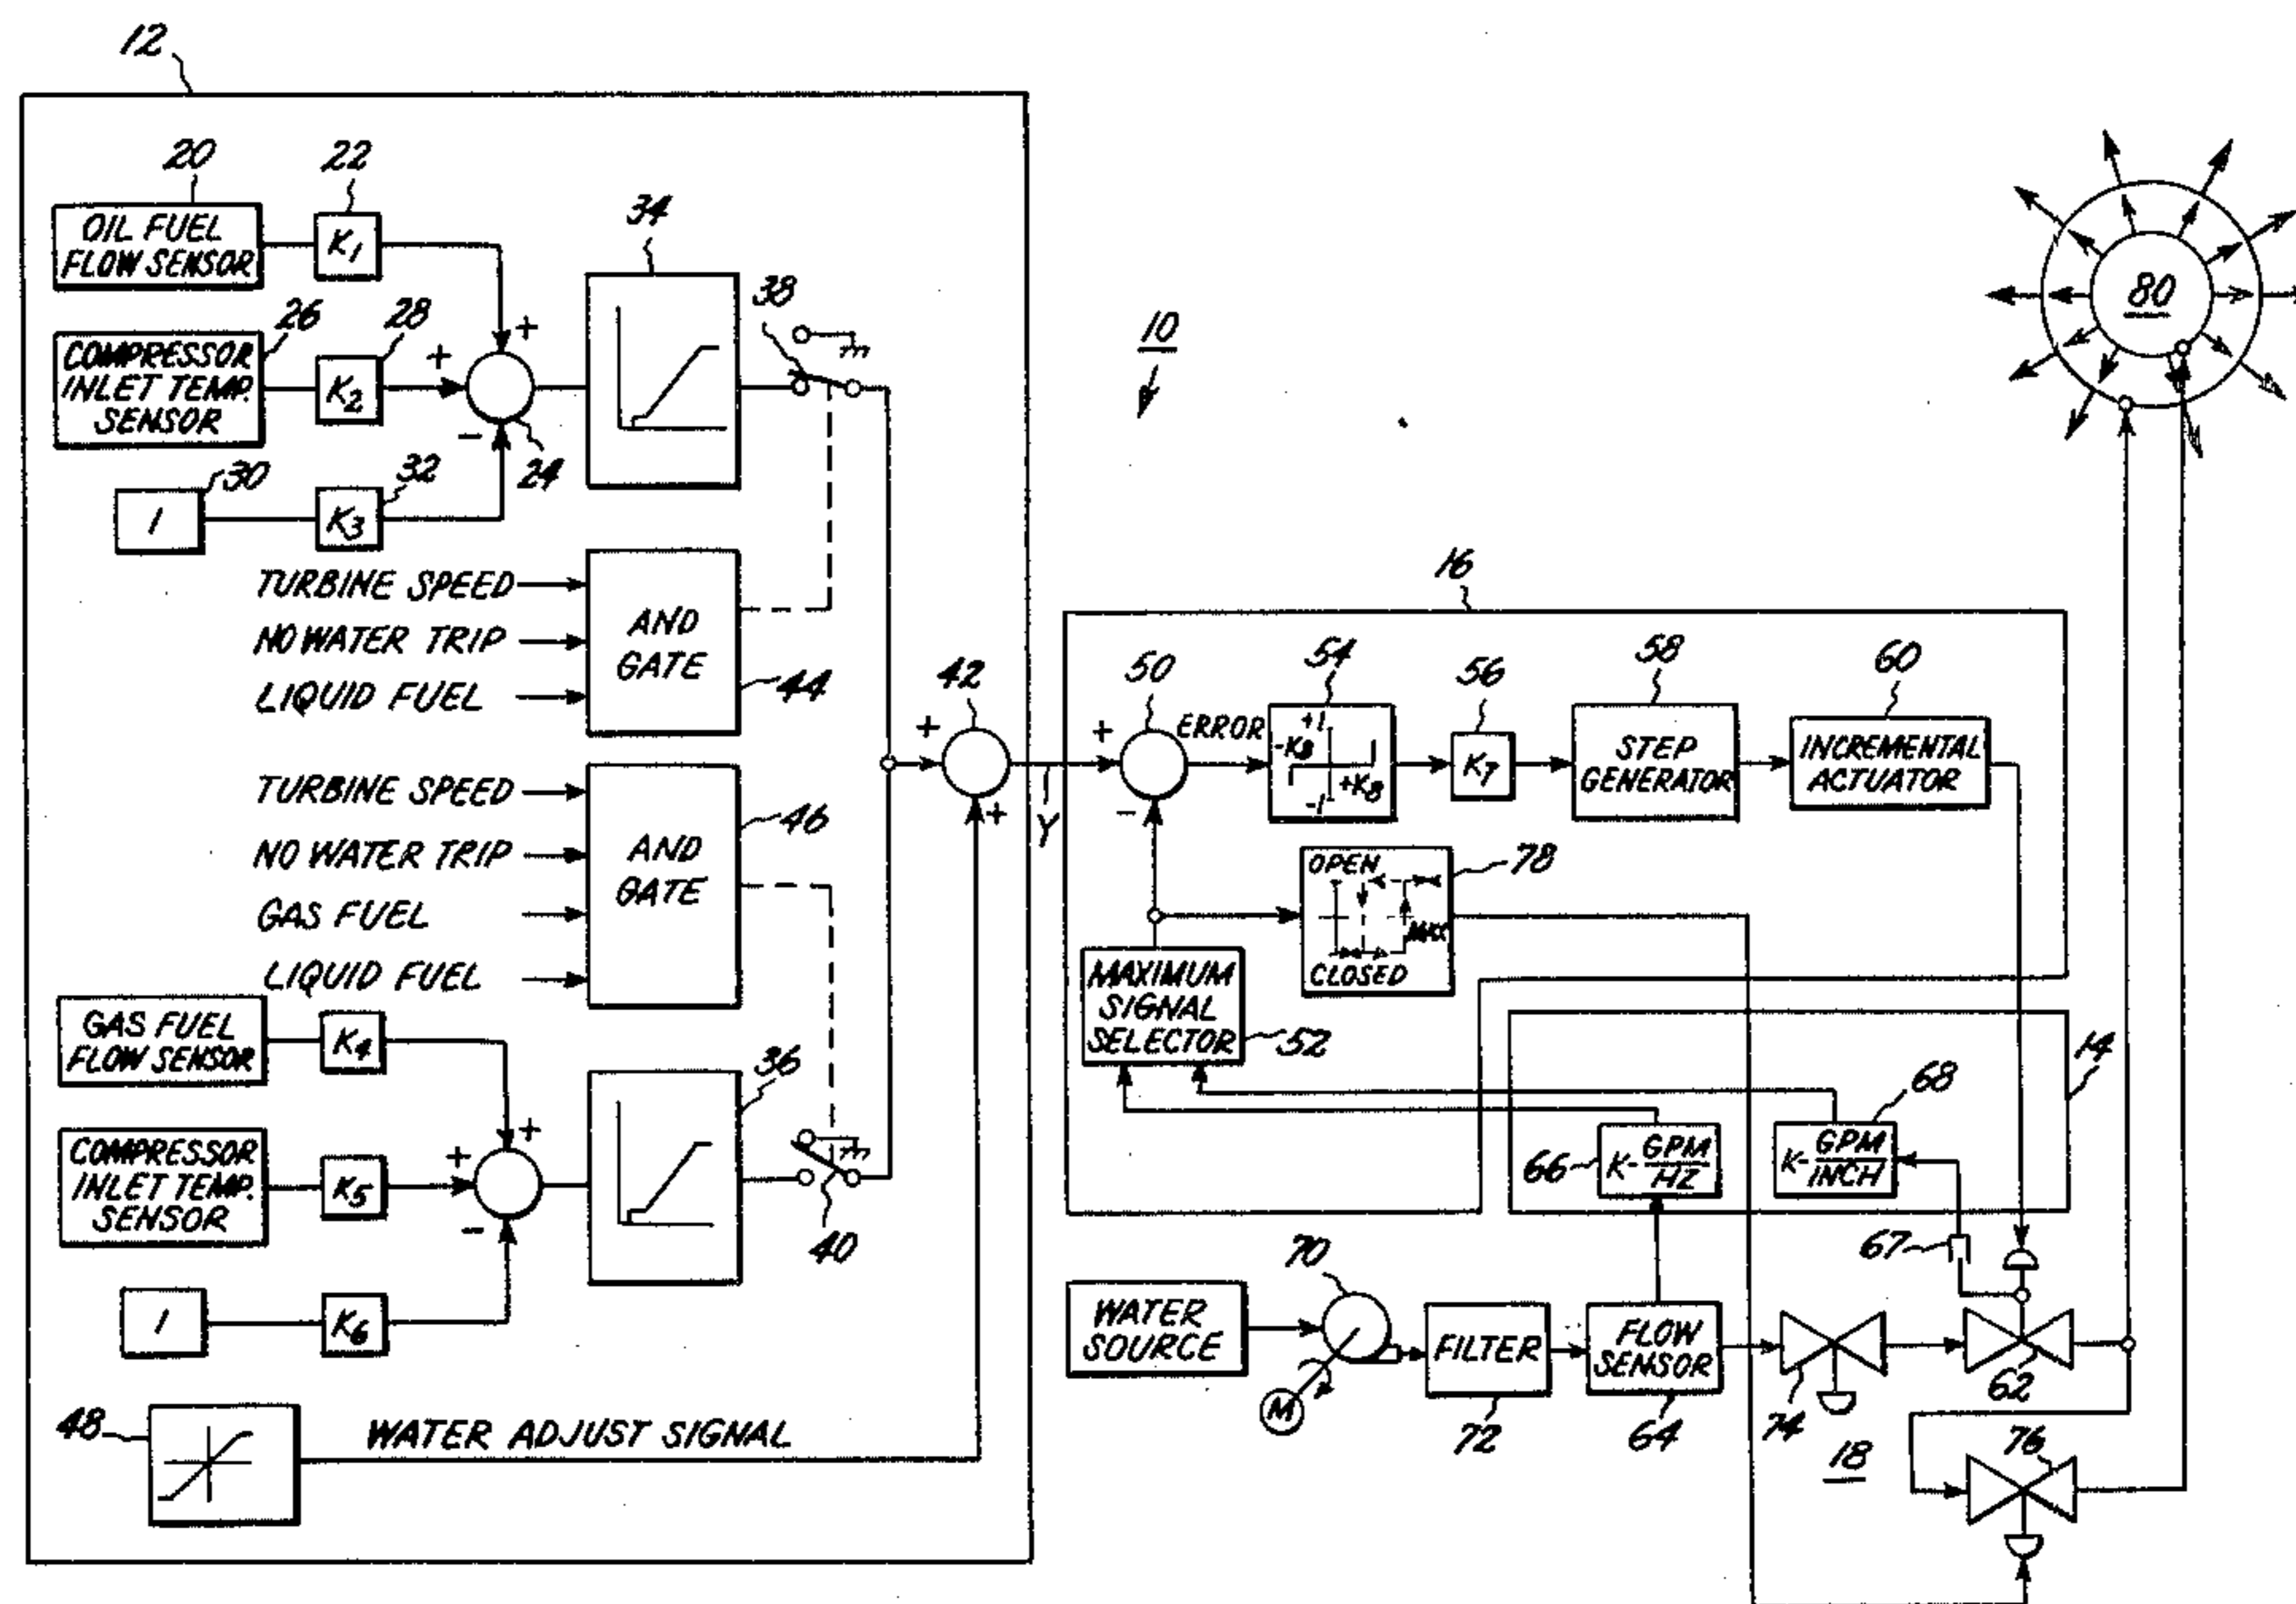 12
20
22
OIL FUEL
FLOW SENSOR
K1
34
38
26
28
COMPRESSOR
INLET TEMP.
SENSOR
K2
+
+
-
24
30
32
1
K3
10
80
TURBINE SPEED
NO WATER TRIP
LIQUID FUEL
AND
GATE
44
TURBINE SPEED
NO WATER TRIP
GAS FUEL
LIQUID FUEL
AND
GATE
46
42
+
+
Y
16
50
+
-
ERROR
54
+1
-K8
+K8
-1
56
K7
58
STEP
GENERATOR
60
INCREMENTAL
ACTUATOR
78
OPEN
MAX
CLOSED
MAXIMUM
SIGNAL
SELECTOR
52
14
GAS FUEL
FLOW SENSOR
K4
36
COMPRESSOR
INLET TEMP.
SENSOR
K5
+
+
-
40
1
K6
66
K- GPM
HZ
68
K- GPM
INCH
67
WATER
SOURCE
70
M
FILTER
72
FLOW
SENSOR
64
74
62
18
76
48
WATER ADJUST SIGNAL